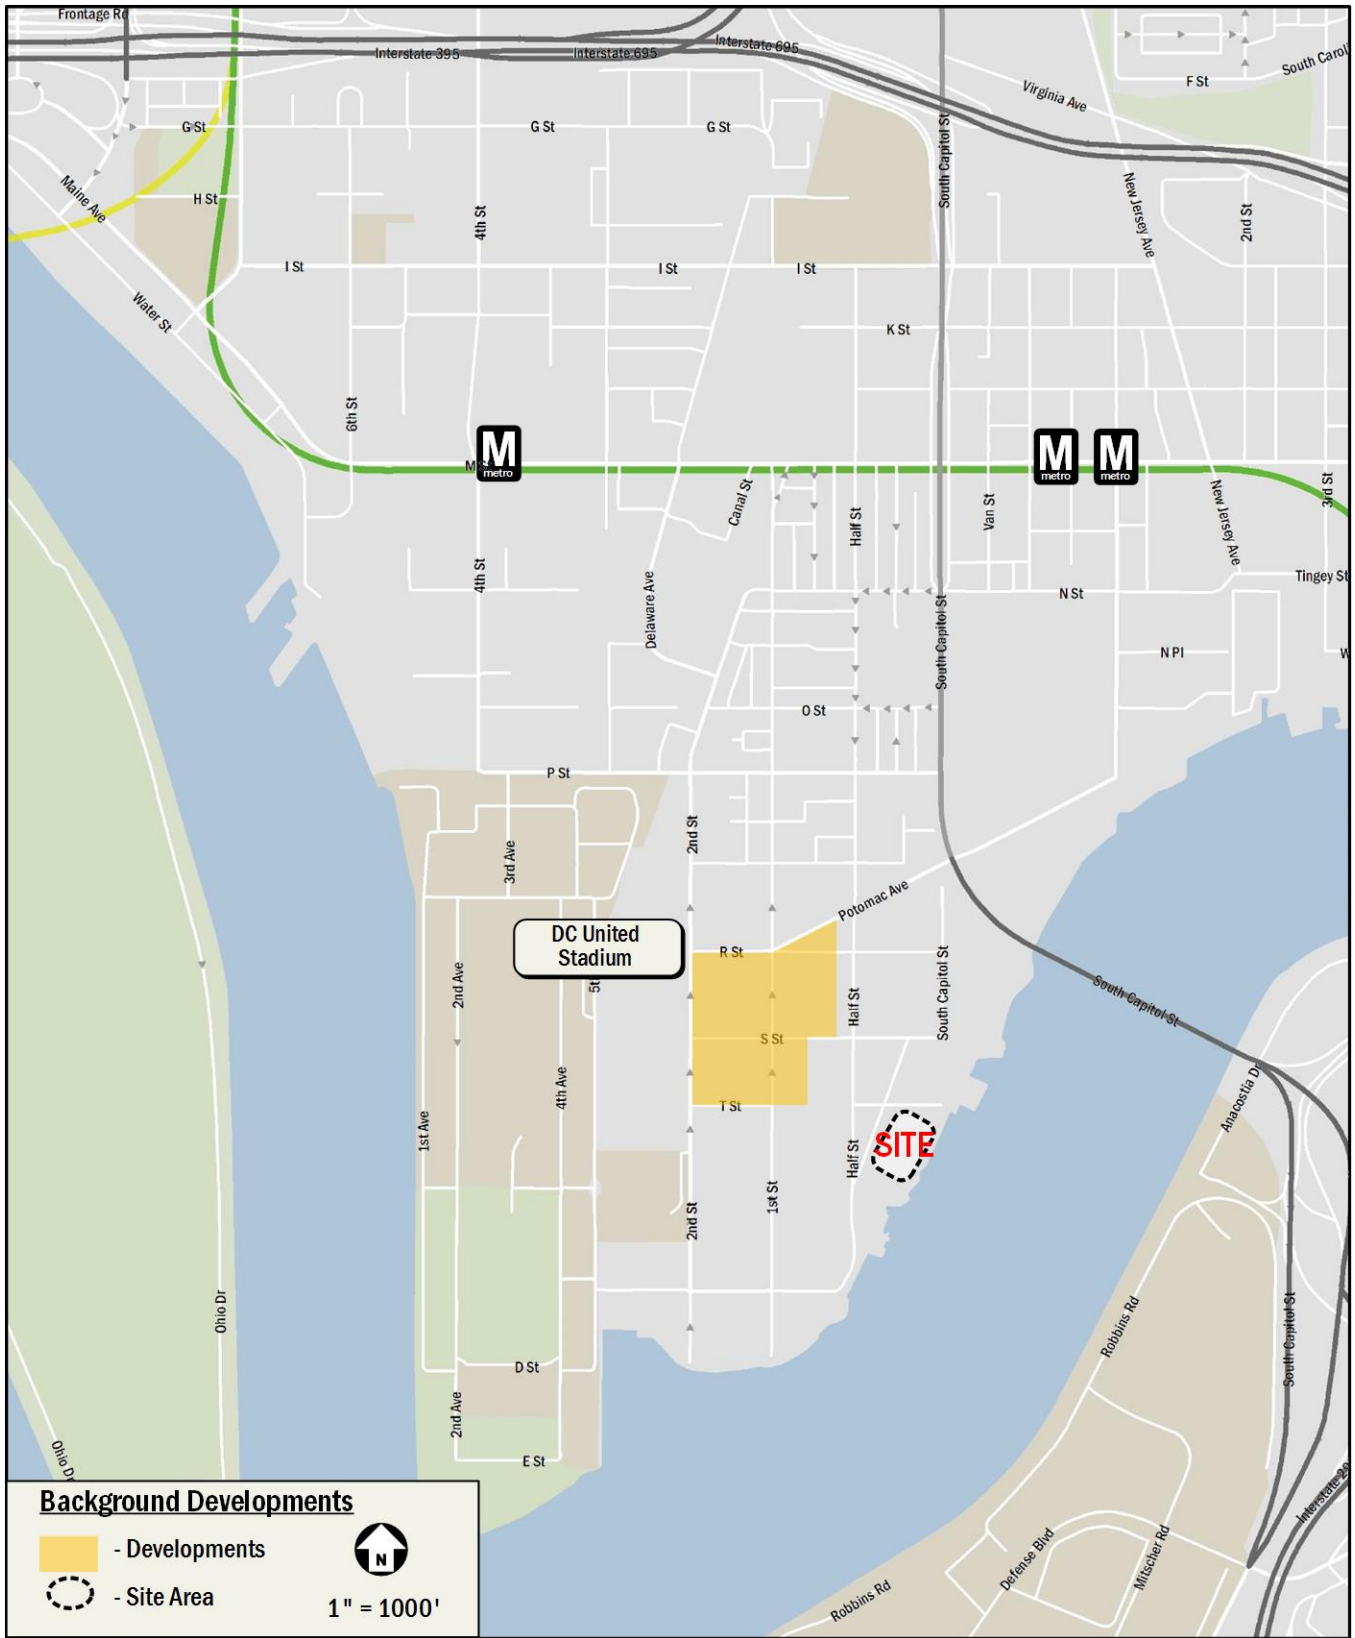 Frontage Rd
Interstate 395
Interstate 695
Interstate 695
Virginia Ave
F St
South Carol
G St
G St
G St
South Capitol St
Maine Ave
H St
4th St
New Jersey Ave
2nd St
I St
I St
I St
Water St
K St
6th St
M St
M
metro
M
metro
M
metro
Canal St
Half St
Van St
New Jersey Ave
3rd St
4th St
Delaware Ave
N St
Tingey St
South Capitol St
N Pl
W
O St
P St
2nd St
3rd Ave
Potomac Ave
DC United
Stadium
R St
2nd Ave
5t
Half St
South Capitol St
South Capitol St
S St
4th Ave
T St
1st Ave
Anacostia Dr
SITE
Half St
1st St
2nd St
Ohio Dr
Robbins Rd
South Capitol St
D St
2nd Ave
E St
Ohio Dr
Interstate 29
Defense Blvd
Mitscher Rd
Robbins Rd
Background Developments
- Developments
- Site Area
N
1" = 1000'